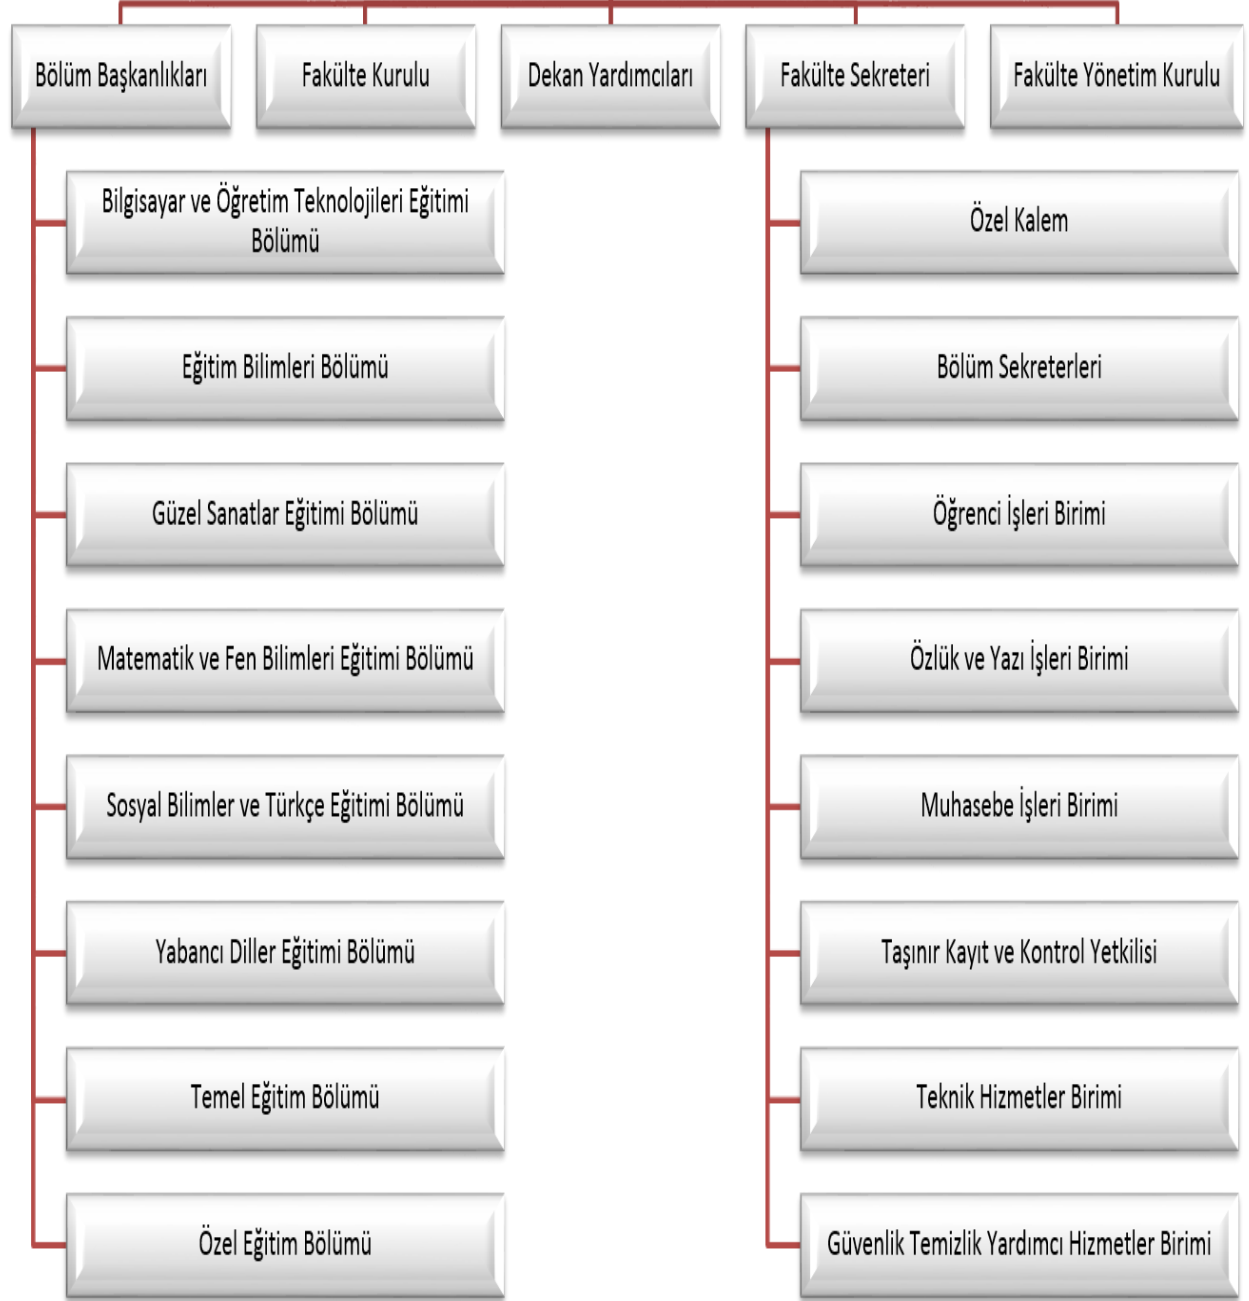 Bölüm Başkanlıkları
Fakülte Kurulu
Dekan Yardımcıları
Fakülte Sekreteri
Fakülte Yönetim Kurulu
Bilgisayar ve Öğretim Teknolojileri Eğitimi
Bölümü
Eğitim Bilimleri Bölümü
Güzel Sanatlar Eğitimi Bölümü
Matematik ve Fen Bilimleri Eğitimi Bölümü
Sosyal Bilimler ve Türkçe Eğitimi Bölümü
Yabancı Diller Eğitimi Bölümü
Temel Eğitim Bölümü
Özel Eğitim Bölümü
Özel Kalem
Bölüm Sekreterleri
Öğrenci İşleri Birimi
Özlük ve Yazı İşleri Birimi
Muhasebe İşleri Birimi
Taşınır Kayıt ve Kontrol Yetkilisi
Teknik Hizmetler Birimi
Güvenlik Temizlik Yardımcı Hizmetler Birimi